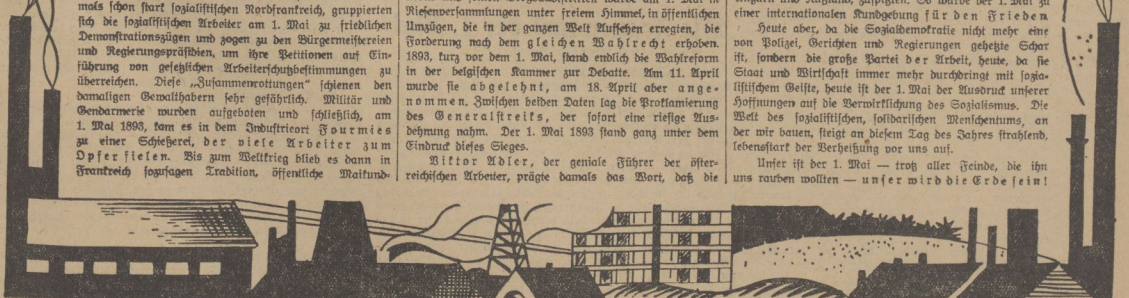 mals schon stark sozialistischen Nordfrankreich, gruppierten
sich die sozialistischen Arbeiter am 1. Mai zu friedlichen
Demonstrationszügen und zogen zu den Bürgermeistereien
und Regierungspräsidien, um ihre Petitionen auf Ein-
führung von gesetzlichen Arbeiterschutzbestimmungen zu
überreichen. Diese „Zusammenrottungen" schienen den
damaligen Gewalthabern sehr gefährlich. Militär und
Gendarmerie wurden aufgeboten und schließlich, am
1. Mai 1893, kam es in dem Industrieort Fourmies
zu einer Schießerei, der viele Arbeiter zum
Opfer fielen. Bis zum Weltkrieg blieb es dann in
Frankreich sozusagen Tradition, öffentliche Maikund-
Riesenversammlungen unter freiem Himmel, in öffentlichen
Umzügen, die in der ganzen Welt Aufsehen erregten, die
Forderung nach dem gleichen Wahlrecht erhoben.
1893, kurz vor dem 1. Mai, stand endlich die Wahlreform
in der belgischen Kammer zur Debatte. Am 11. April
wurde sie abgelehnt, am 18. April aber ange-
nommen. Zwischen beiden Daten lag die Proklamierung
des Generalstreiks, der sofort eine riesige Aus-
dehnung nahm. Der 1. Mai 1893 stand ganz unter dem
Eindruck dieses Sieges.
Viktor Adler, der geniale Führer der öster-
reichischen Arbeiter, prägte damals das Wort, daß die
einer internationalen Kundgebung für den Frieden.
Heute aber, da die Sozialdemokratie nicht mehr eine
von Polizei, Gerichten und Regierungen gehetzte Schar
ist, sondern die große Partei der Arbeit, heute, da sie
Staat und Wirtschaft immer mehr durchdringt mit sozia-
listischem Geiste, heute ist der 1. Mai der Ausdruck unserer
Hoffnungen auf die Verwirklichung des Sozialismus. Die
Welt des sozialistischen, solidarischen Menschentums, an
der wir bauen, steigt an diesem Tag des Jahres strahlend,
lebensstark der Verheißung vor uns auf.
Unser ist der 1. Mai — trotz aller Feinde, die ihn
uns rauben wollten — unser wird die Erde sein!